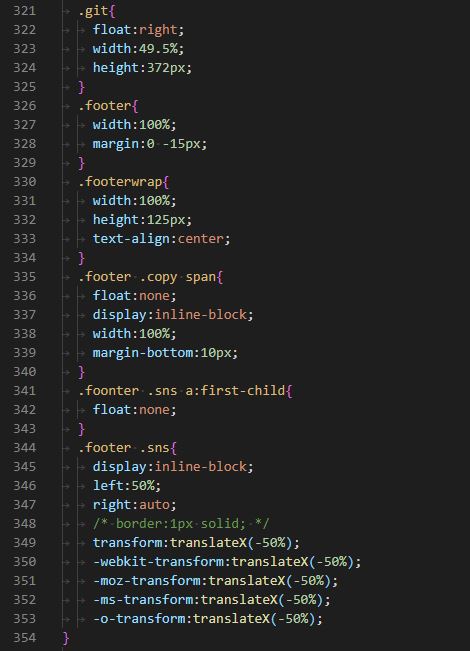 321 .git{
322 float:right;
323 width:49.5%;
324 height:372px;
325 }
326 .footer{
327 width:100%;
328 margin:0 -15px;
329 }
330 .footerwrap{
331 width:100%;
332 height:125px;
333 text-align:center;
334 }
335 .footer .copy span{
336 float:none;
337 display:inline-block;
338 width:100%;
339 margin-bottom:10px;
340 }
341 .foonter .sns a:first-child{
342 float:none;
343 }
344 .footer .sns{
345 display:inline-block;
346 left:50%;
347 right:auto;
348 /* border:1px solid; */
349 transform:translateX(-50%);
350 -webkit-transform:translateX(-50%);
351 -moz-transform:translateX(-50%);
352 -ms-transform:translateX(-50%);
353 -o-transform:translateX(-50%);
354 }